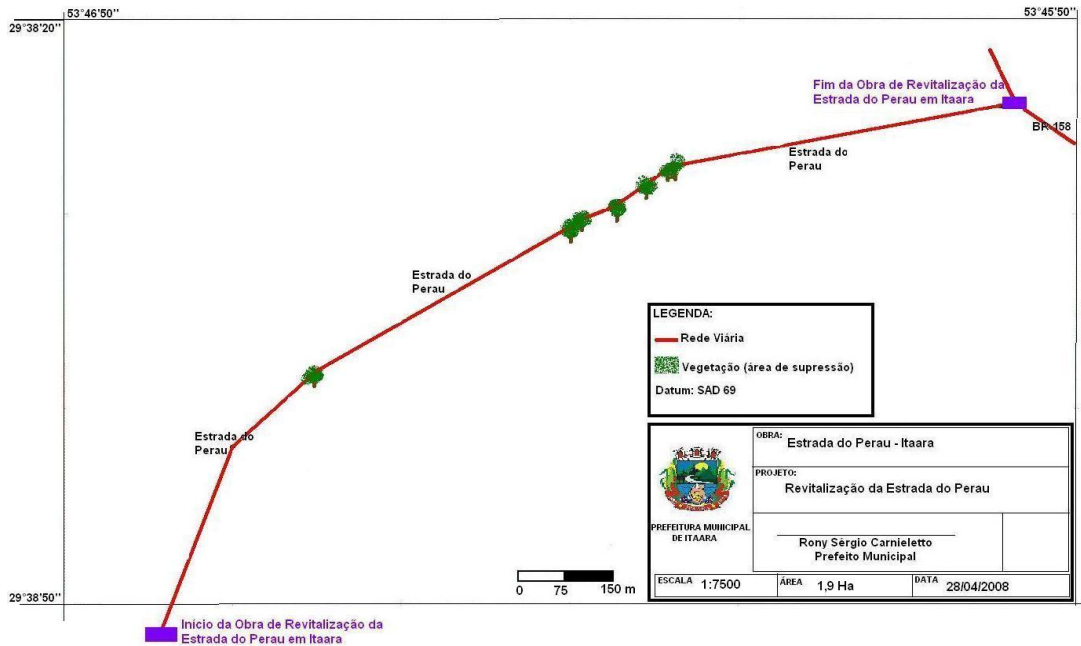 53°46'50''
53°45'50''
29°38'20''
Fim da Obra de Revitalização da
Estrada do Perau em Itaara
BR-158
Estrada do
Perau
Estrada do
Perau
LEGENDA:
Rede Viária
Vegetação (área de supressão)
Datum: SAD 69
Estrada do
Perau
OBRA: Estrada do Perau - Itaara
PROJETO:
Revitalização da Estrada do Perau
PREFEITURA MUNICIPAL
DE ITAARA
Rony Sérgio Carnieletto
Prefeito Municipal
ESCALA 1:7500
ÁREA 1,9 Ha
DATA 28/04/2008
0 75 150 m
29°38'50''
Início da Obra de Revitalização da
Estrada do Perau em Itaara